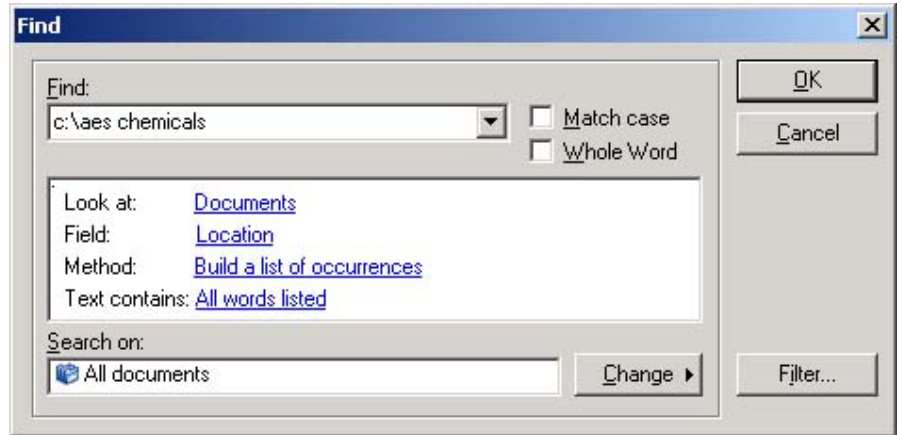 Find
Find:
c:\aes chemicals
Match case
Whole Word
OK
Cancel
Look at: Documents
Field: Location
Method: Build a list of occurrences
Text contains: All words listed
Search on:
All documents
Change
Filter...